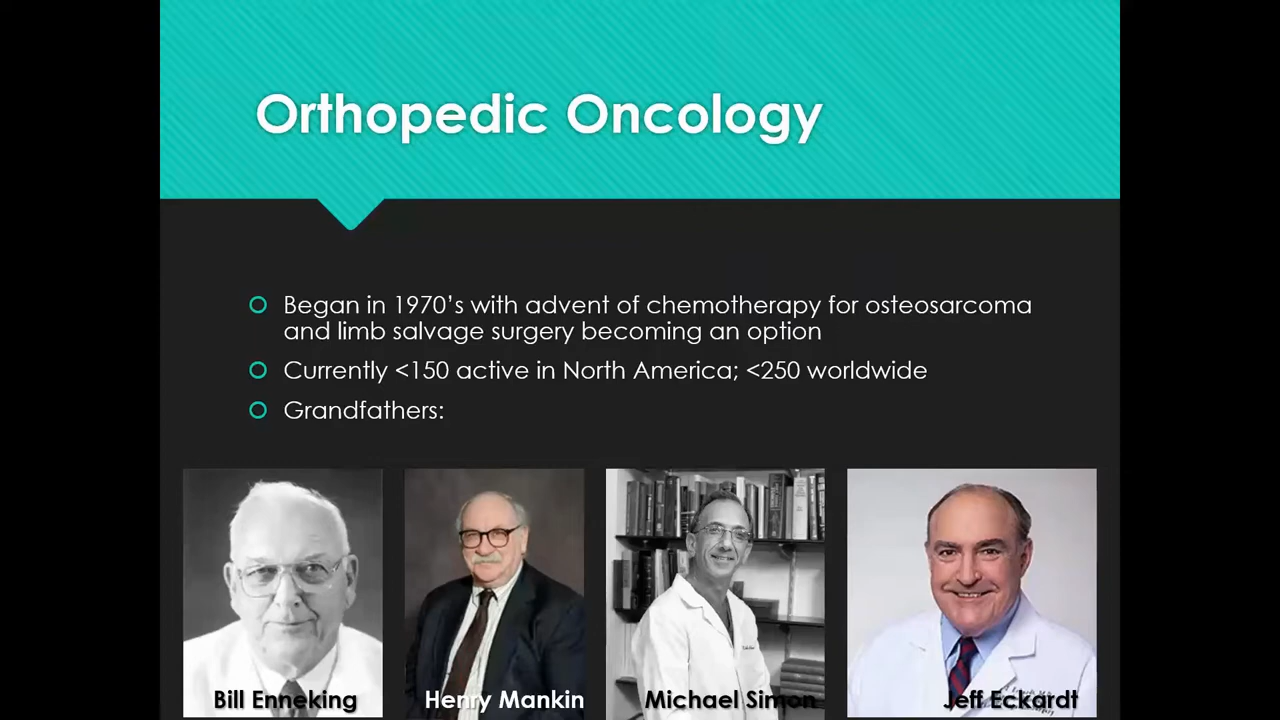 Orthopedic Oncology
Began in 1970's with advent of chemotherapy for osteosarcoma
and limb salvage surgery becoming an option
Currently <150 active in North America; <250 worldwide
Grandfathers:
Bill Enneking
Henry Mankin
Michael Simon
Jeff Eckardt